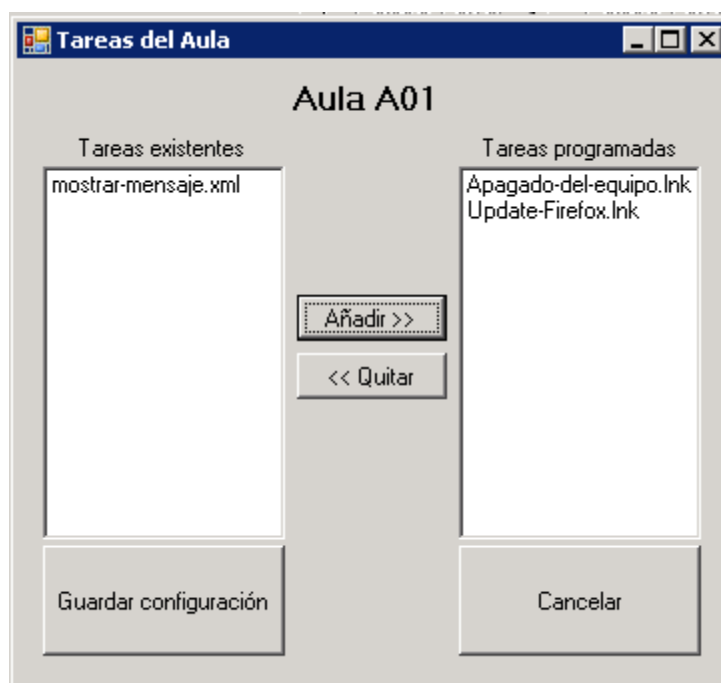 Tareas del Aula
Aula A01
Tareas existentes
Tareas programadas
mostrar-mensaje.xml
Apagado-del-equipo.lnk
Update-Firefox.lnk
Añadir >>
<< Quitar
Guardar configuración
Cancelar